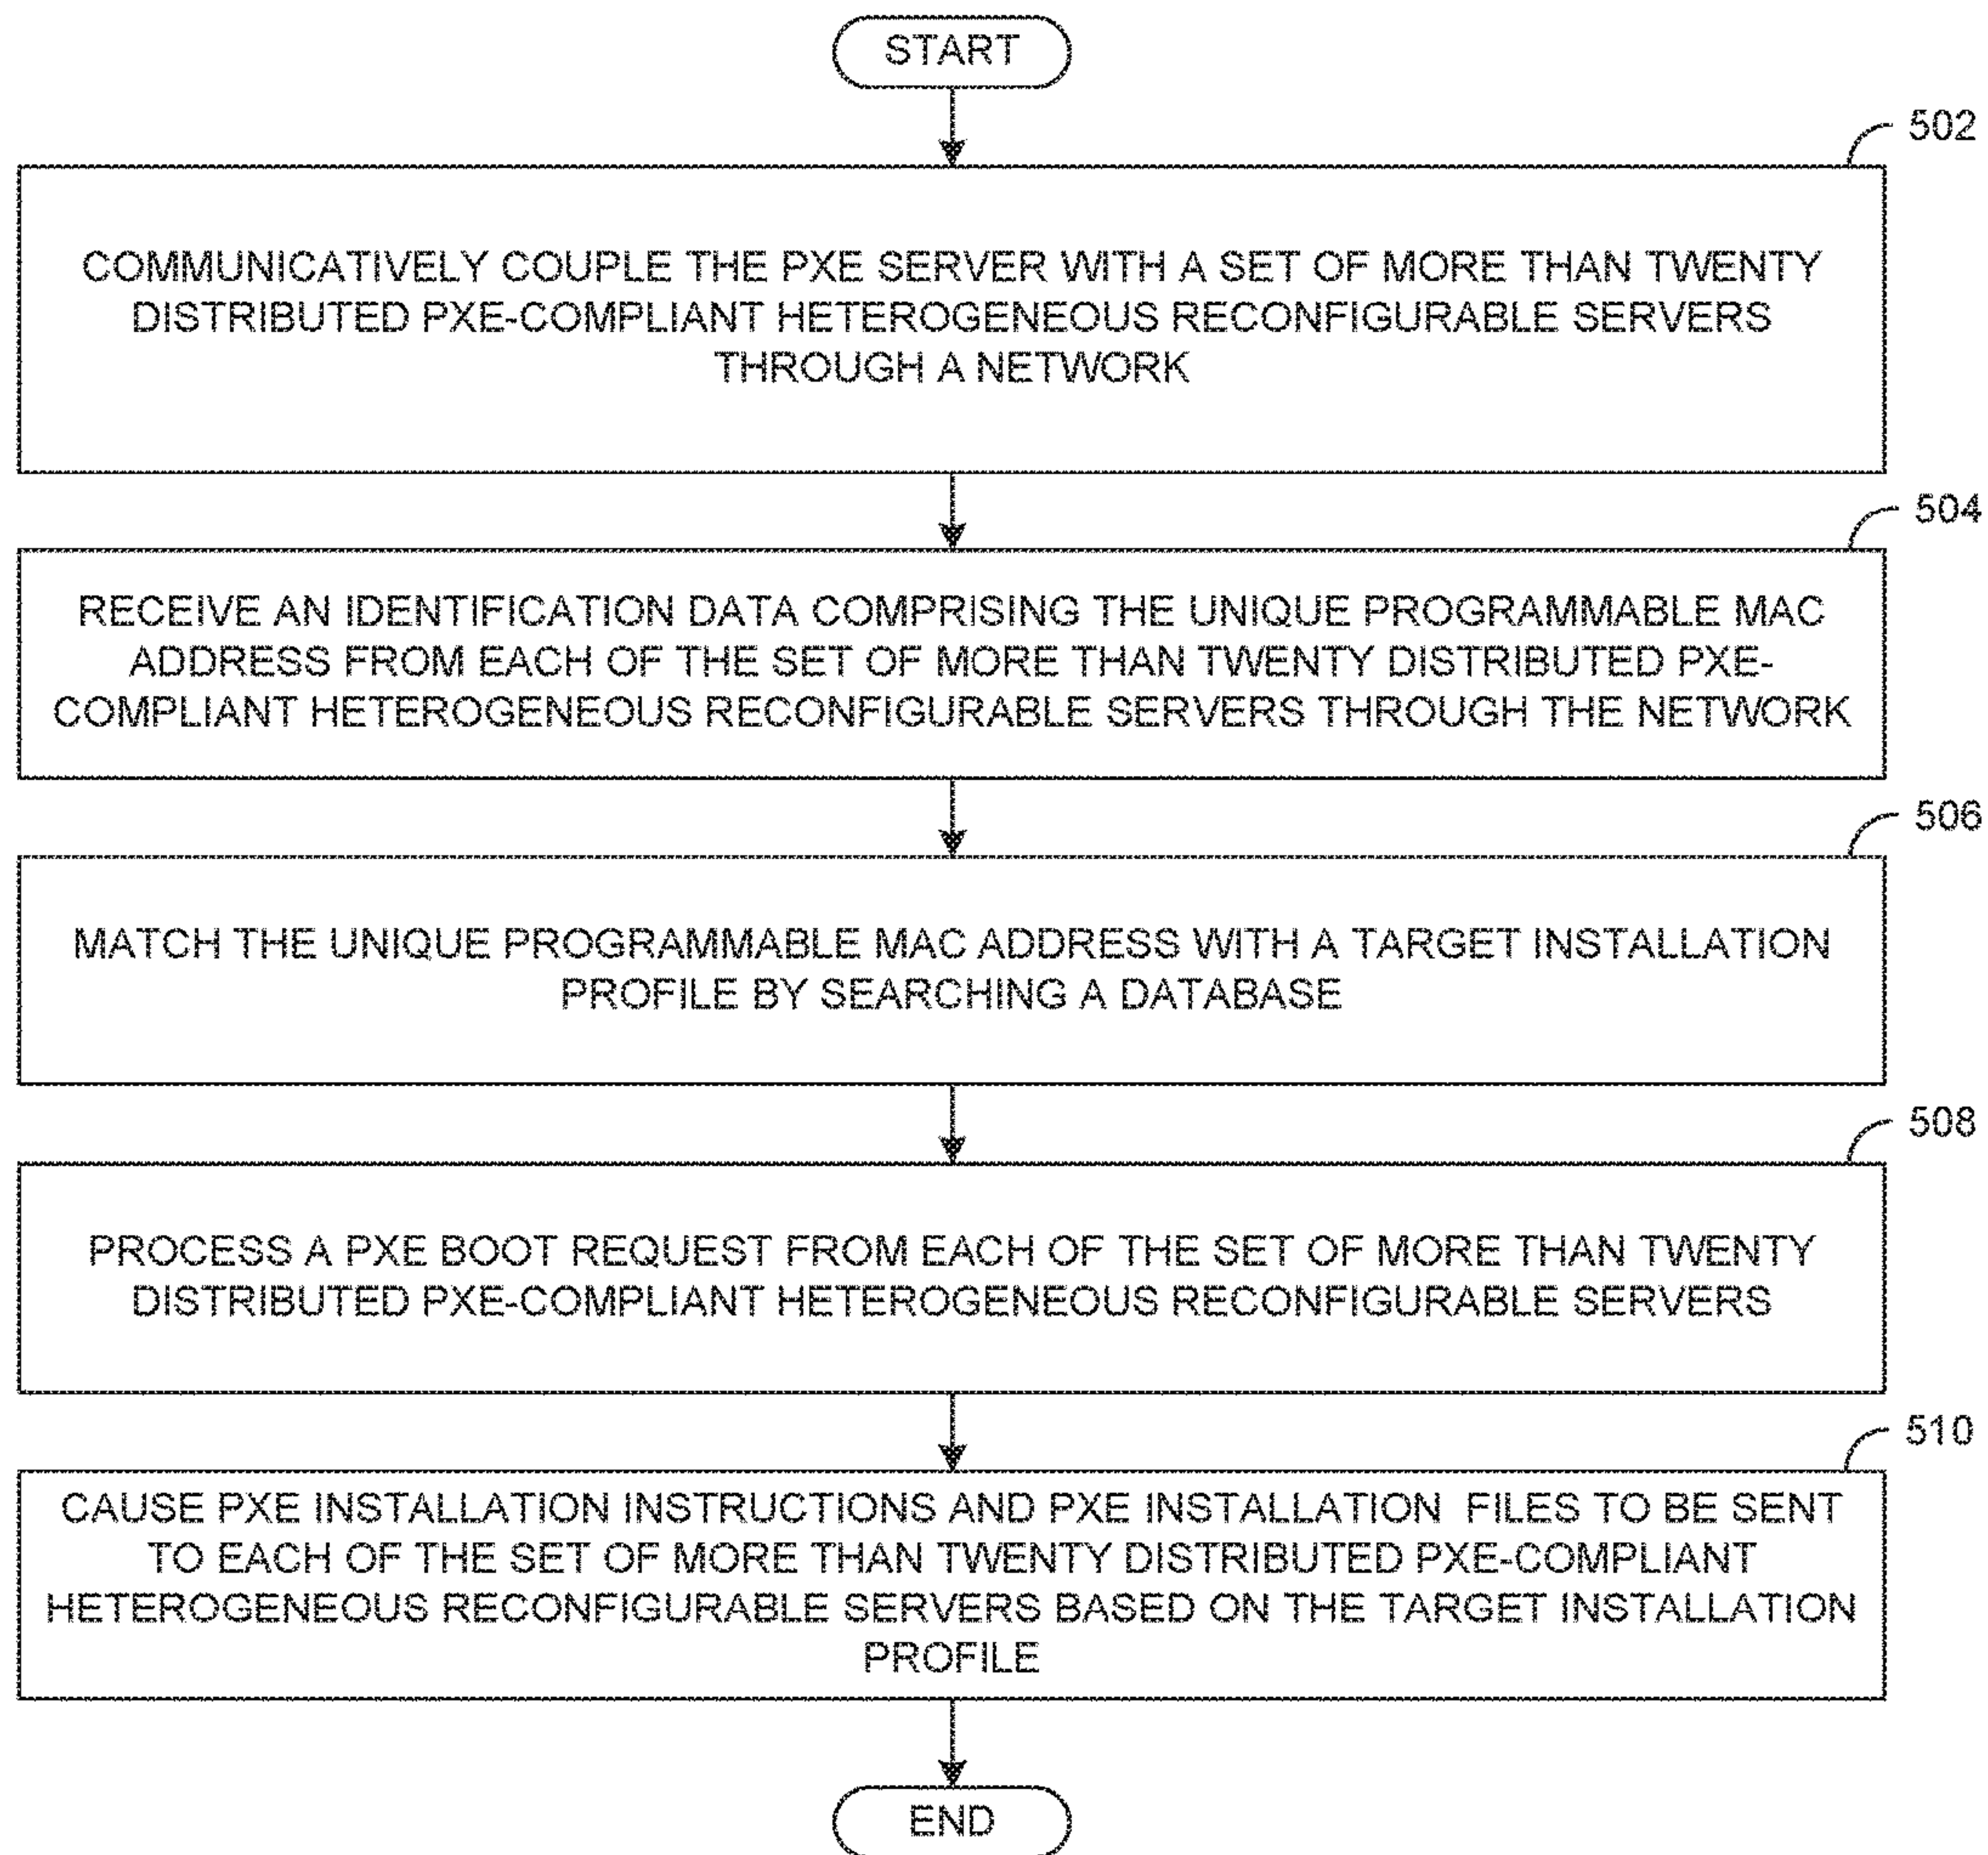 START
502
COMMUNICATIVELY COUPLE THE PXE SERVER WITH A SET OF MORE THAN TWENTY
DISTRIBUTED PXE-COMPLIANT HETEROGENEOUS RECONFIGURABLE SERVERS
THROUGH A NETWORK
504
RECEIVE AN IDENTIFICATION DATA COMPRISING THE UNIQUE PROGRAMMABLE MAC
ADDRESS FROM EACH OF THE SET OF MORE THAN TWENTY DISTRIBUTED PXE-
COMPLIANT HETEROGENEOUS RECONFIGURABLE SERVERS THROUGH THE NETWORK
506
MATCH THE UNIQUE PROGRAMMABLE MAC ADDRESS WITH A TARGET INSTALLATION
PROFILE BY SEARCHING A DATABASE
508
PROCESS A PXE BOOT REQUEST FROM EACH OF THE SET OF MORE THAN TWENTY
DISTRIBUTED PXE-COMPLIANT HETEROGENEOUS RECONFIGURABLE SERVERS
510
CAUSE PXE INSTALLATION INSTRUCTIONS AND PXE INSTALLATION FILES TO BE SENT
TO EACH OF THE SET OF MORE THAN TWENTY DISTRIBUTED PXE-COMPLIANT
HETEROGENEOUS RECONFIGURABLE SERVERS BASED ON THE TARGET INSTALLATION
PROFILE
END